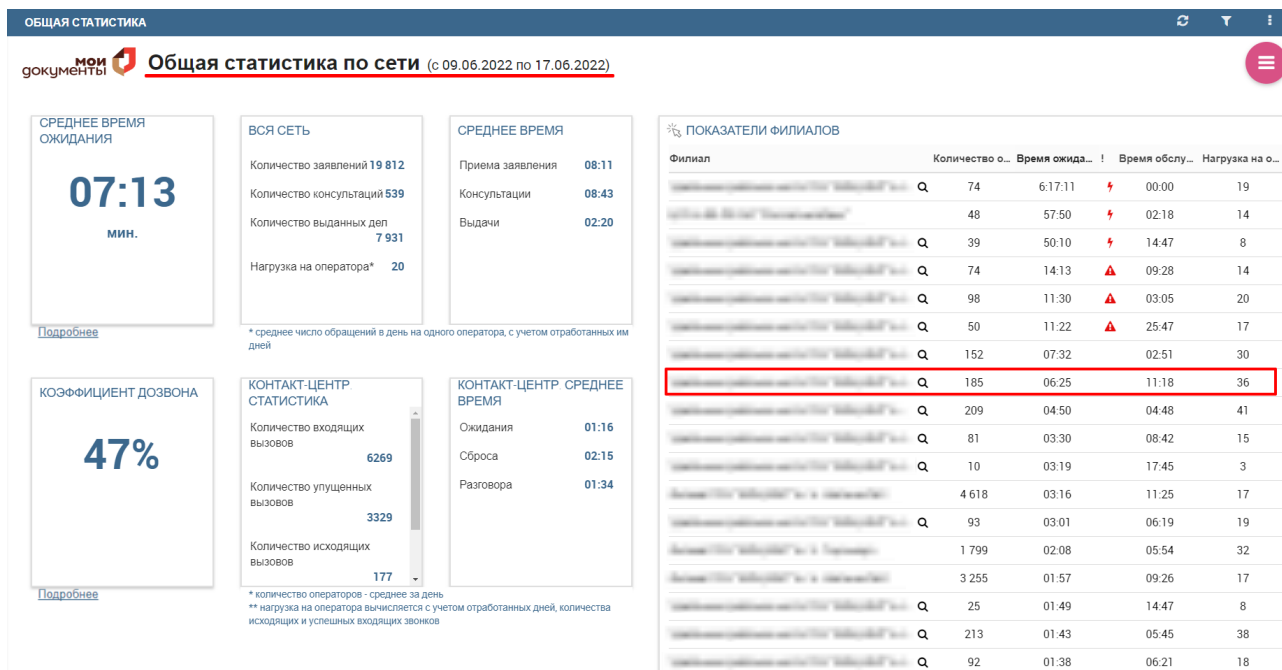 ОБЩАЯ СТАТИСТИКА
мои
документы
Общая статистика по сети (с 09.06.2022 по 17.06.2022)
СРЕДНЕЕ ВРЕМЯ
ОЖИДАНИЯ
07:13
мин.
Подробнее
ВСЯ СЕТЬ
Количество заявлений 19 812
Количество консультаций 539
Количество выданных дел
7 931
Нагрузка на оператора* 20
СРЕДНЕЕ ВРЕМЯ
Приема заявления 08:11
Консультации 08:43
Выдачи 02:20
* среднее число обращений в день на одного оператора, с учетом отработанных им
дней
КОЭФФИЦИЕНТ ДОЗВОНА
47%
Подробнее
КОНТАКТ-ЦЕНТР
СТАТИСТИКА
Количество входящих
вызовов
6269
Количество упущенных
вызовов
3329
Количество исходящих
вызовов
177
КОНТАКТ-ЦЕНТР СРЕДНЕЕ
ВРЕМЯ
Ожидания 01:16
Сброса 02:15
Разговора 01:34
* количество операторов - среднее за день
** нагрузка на оператора вычисляется с учетом отработанных дней, количества
исходящих и успешных входящих звонков
ПОКАЗАТЕЛИ ФИЛИАЛОВ
Филиал Количество о... Время ожида... ! Время обслу... Нагрузка на о...
74 6:17:11 00:00 19
48 57:50 02:18 14
39 50:10 14:47 8
74 14:13 09:28 14
98 11:30 03:05 20
50 11:22 25:47 17
152 07:32 02:51 30
185 06:25 11:18 36
209 04:50 04:48 41
81 03:30 08:42 15
10 03:19 17:45 3
4 618 03:16 11:25 17
93 03:01 06:19 19
1 799 02:08 05:54 32
3 255 01:57 09:26 17
25 01:49 14:47 8
213 01:43 05:45 38
92 01:38 06:21 18